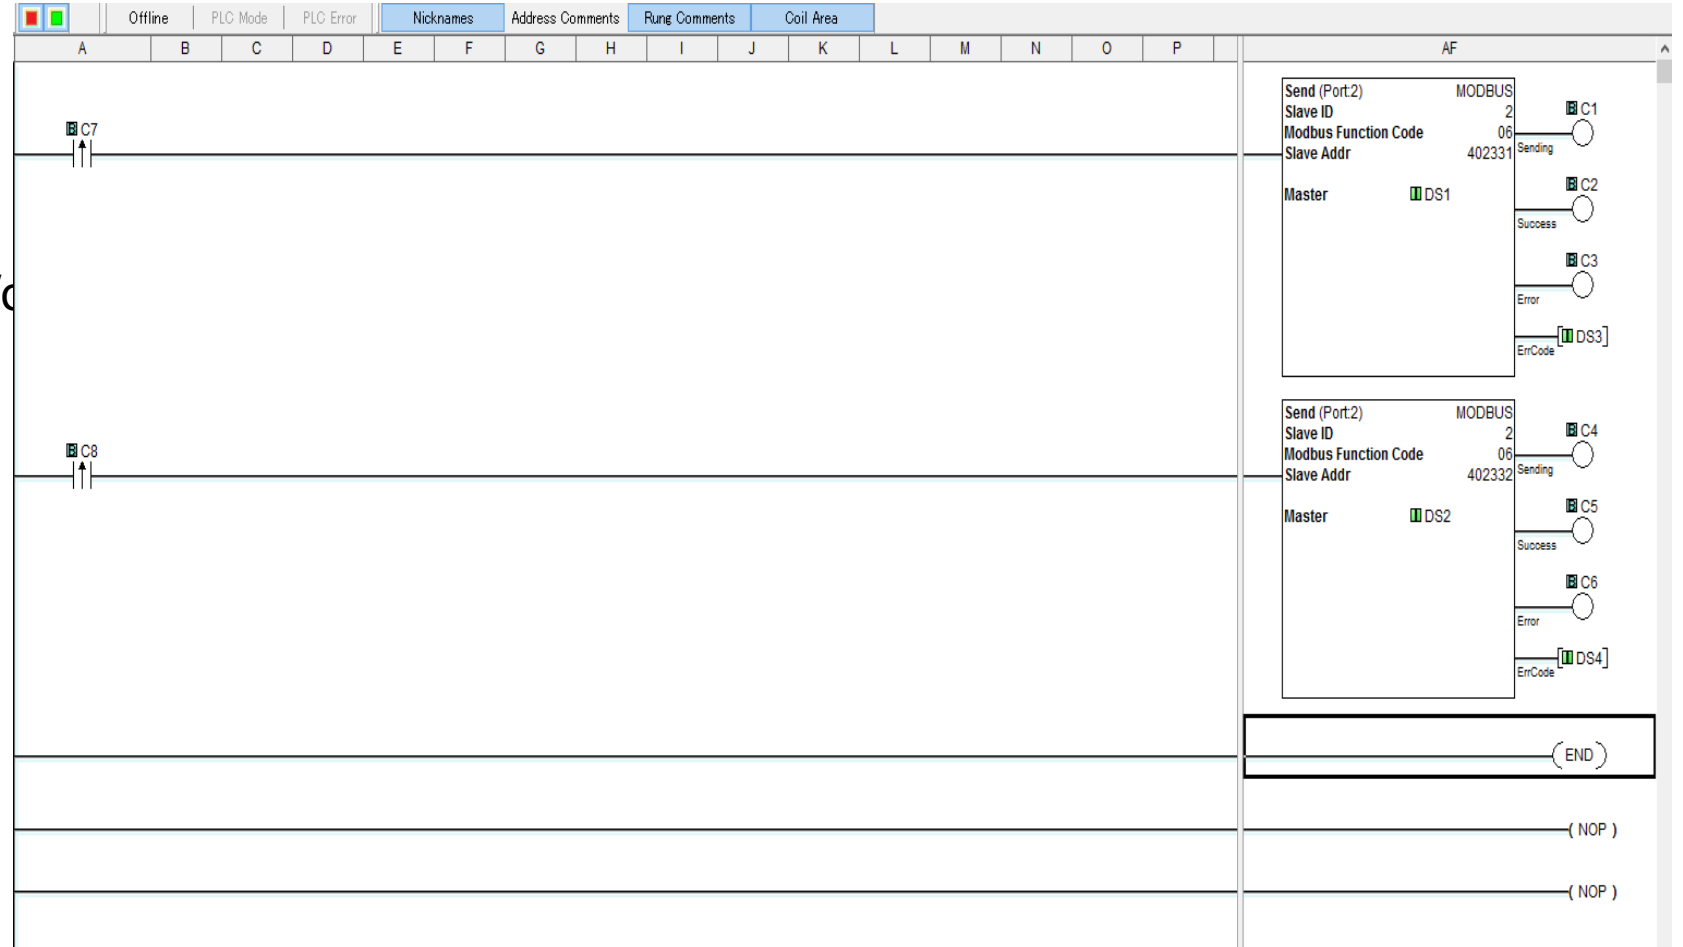 Offline PLC Mode PLC Error Nicknames Address Comments Rung Comments Coil Area
A B C D E F G H I J K L M N O P AF
C7
Send (Port:2) MODBUS
Slave ID 2
Modbus Function Code 06
Slave Addr 402331
Master DS1
C1
Sending
C2
Success
C3
Error
DS3
ErrCode
C8
Send (Port:2) MODBUS
Slave ID 2
Modbus Function Code 06
Slave Addr 402332
Master DS2
C4
Sending
C5
Success
C6
Error
DS4
ErrCode
( END )
( NOP )
( NOP )